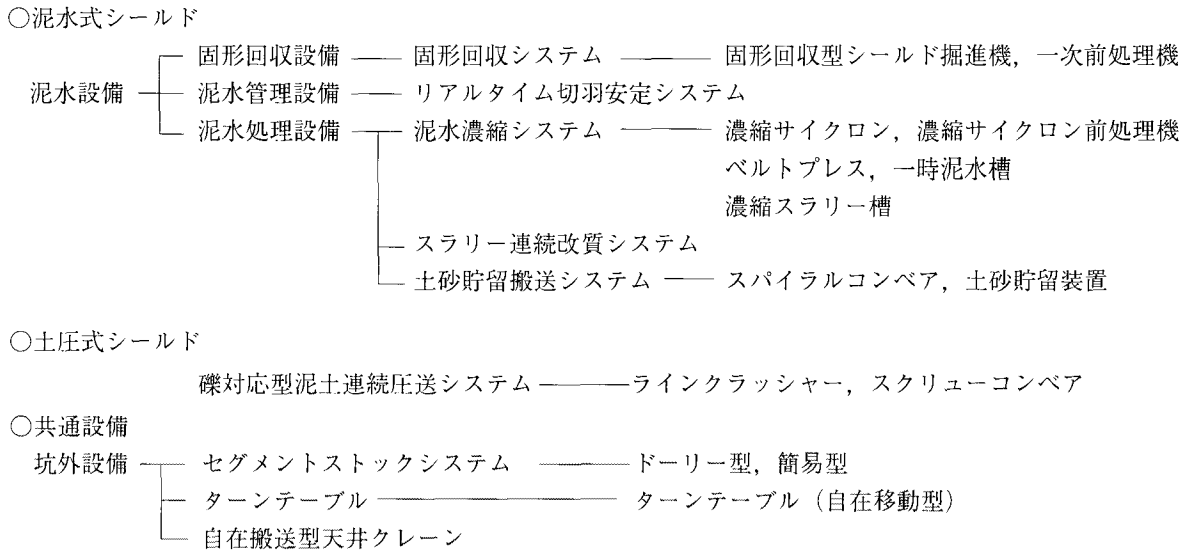 ○泥水式シールド
固形回収設備 固形回収システム 固形回収型シールド掘進機，一次前処理機
泥水設備 泥水管理設備 リアルタイム切羽安定システム
泥水処理設備 泥水濃縮システム 濃縮サイクロン，濃縮サイクロン前処理機
ベルトプレス，一時泥水槽
濃縮スラリー槽
スラリー連続改質システム
土砂貯留搬送システム スパイラルコンベア，土砂貯留装置
○土圧式シールド
礫対応型泥土連続圧送システム ラインクラッシャー，スクリューコンベア
○共通設備
坑外設備 セグメントストックシステム ドーリー型，簡易型
ターンテーブル ターンテーブル（自在移動型）
自在搬送型天井クレーン